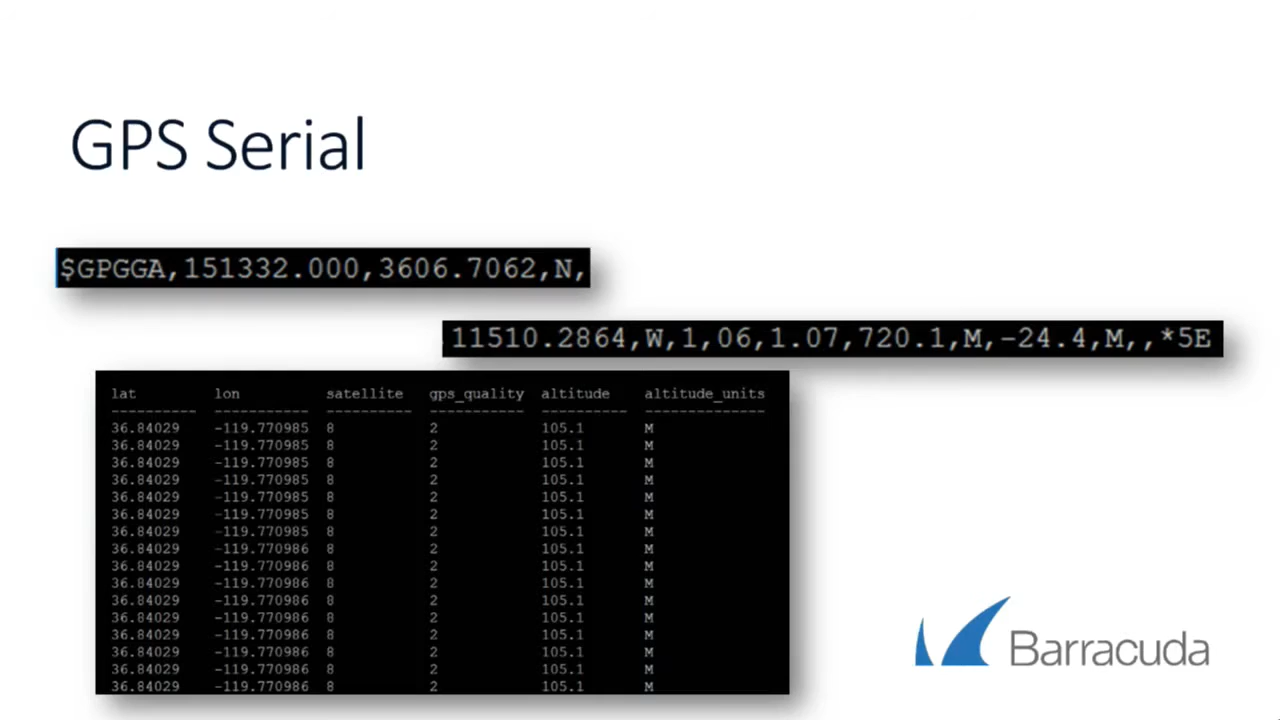 GPS Serial
$GPGGA,151332.000,3606.7062,N,
11510.2864,W,1,06,1.07,720.1,M,-24.4,M,,*5E
lat lon satellite gps_quality altitude altitude_units
---------- ----------- ---------- ----------- ---------- --------------
36.84029 -119.770985 8 2 105.1 M
36.84029 -119.770985 8 2 105.1 M
36.84029 -119.770985 8 2 105.1 M
36.84029 -119.770985 8 2 105.1 M
36.84029 -119.770985 8 2 105.1 M
36.84029 -119.770985 8 2 105.1 M
36.84029 -119.770985 8 2 105.1 M
36.84029 -119.770986 8 2 105.1 M
36.84029 -119.770986 8 2 105.1 M
36.84029 -119.770986 8 2 105.1 M
36.84029 -119.770986 8 2 105.1 M
36.84029 -119.770986 8 2 105.1 M
36.84029 -119.770986 8 2 105.1 M
36.84029 -119.770986 8 2 105.1 M
36.84029 -119.770986 8 2 105.1 M
36.84029 -119.770986 8 2 105.1 M
Barracuda